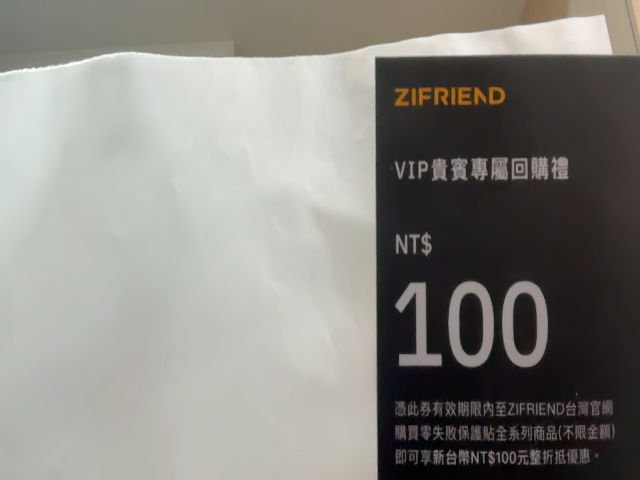 ZIFRIEND
VIP貴賓專屬回購禮
NT$
100
憑此券有效期限內至ZIFRIEND台灣官網
購買零失敗保護貼全系列商品(不限金額)
即可享新台幣NT$100元整折抵優惠。